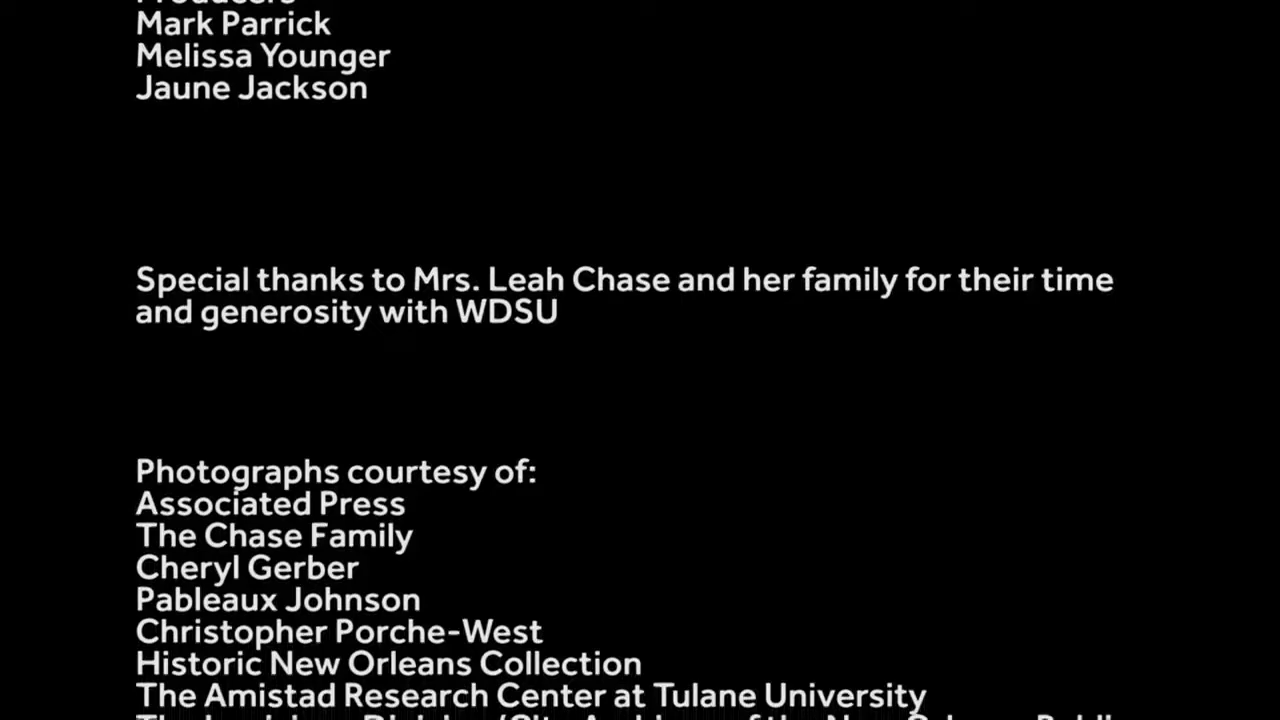 Producers
Mark Parrick
Melissa Younger
Jaune Jackson
Special thanks to Mrs. Leah Chase and her family for their time
and generosity with WDSU
Photographs courtesy of:
Associated Press
The Chase Family
Cheryl Gerber
Pableaux Johnson
Christopher Porche-West
Historic New Orleans Collection
The Amistad Research Center at Tulane University